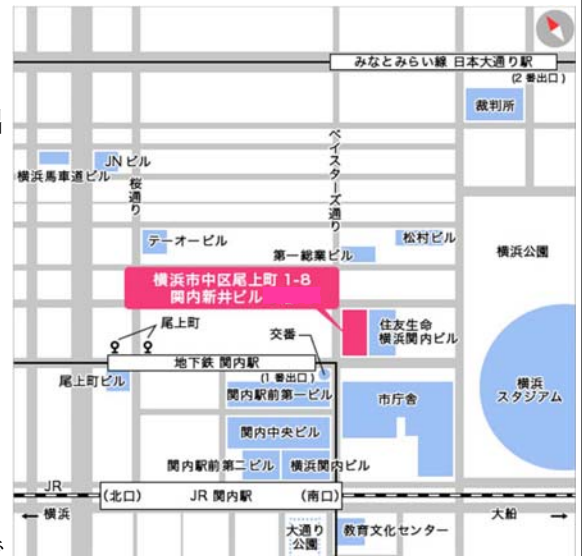 みなとみらい線 日本大通り駅
(2番出口)
裁判所
ベイスターズ通り
JNビル
横浜馬車道ビル
桜通り
テーオービル
松村ビル
第一総業ビル
横浜公園
横浜市中区尾上町 1-8
関内新井ビル
尾上町
交番
住友生命
横浜関内ビル
地下鉄 関内駅
(1番出口)
尾上町ビル
関内駅前第一ビル
市庁舎
横浜
スタジアム
関内中央ビル
関内駅前第二ビル
横浜関内ビル
JR
(北口)
JR 関内駅
(南口)
← 横浜
大船 →
大通り
公園
教育文化センター